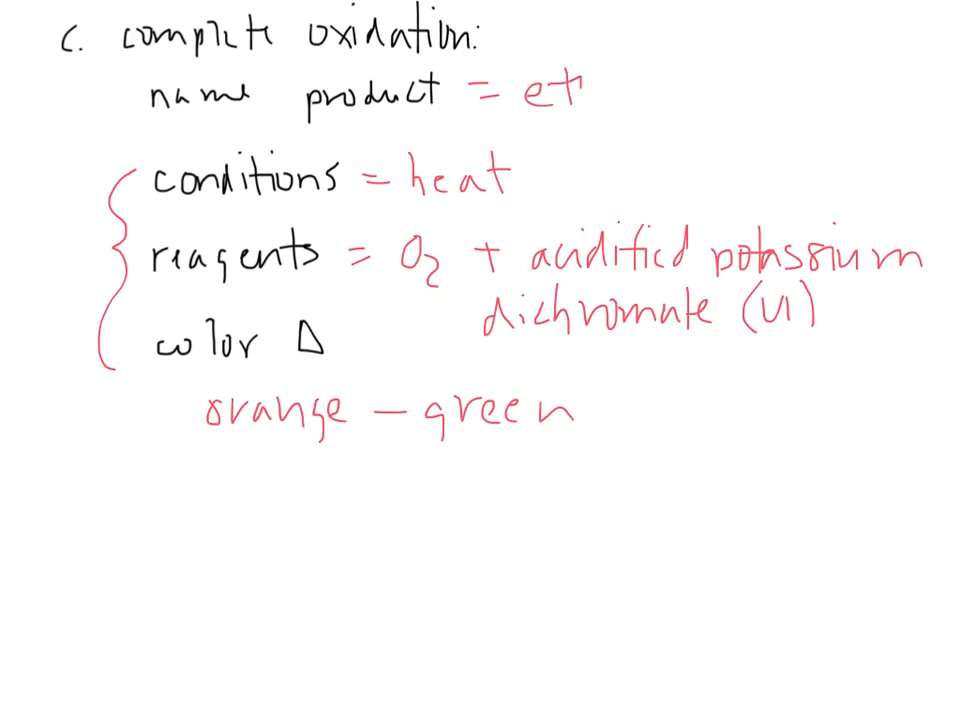 c. complete oxidation:
name product = et
conditions = heat
reagents = O2 + acidified potassium
dichromate (VI)
color Δ
orange – green